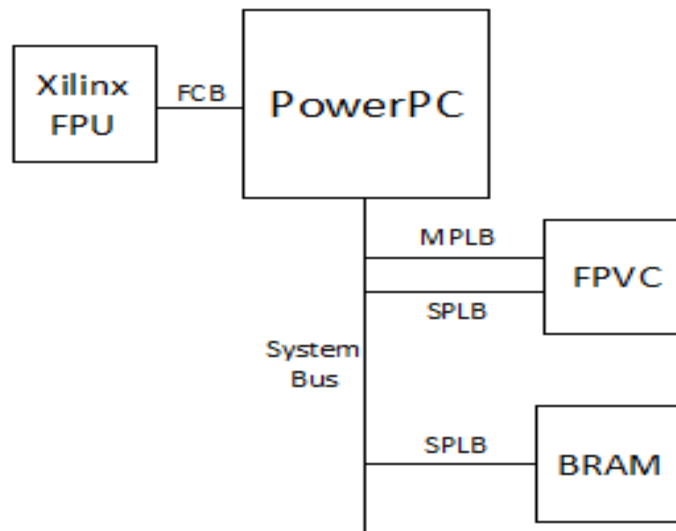 Xilinx
FPU
FCB
PowerPC
MPLB
FPVC
SPLB
System
Bus
SPLB
BRAM